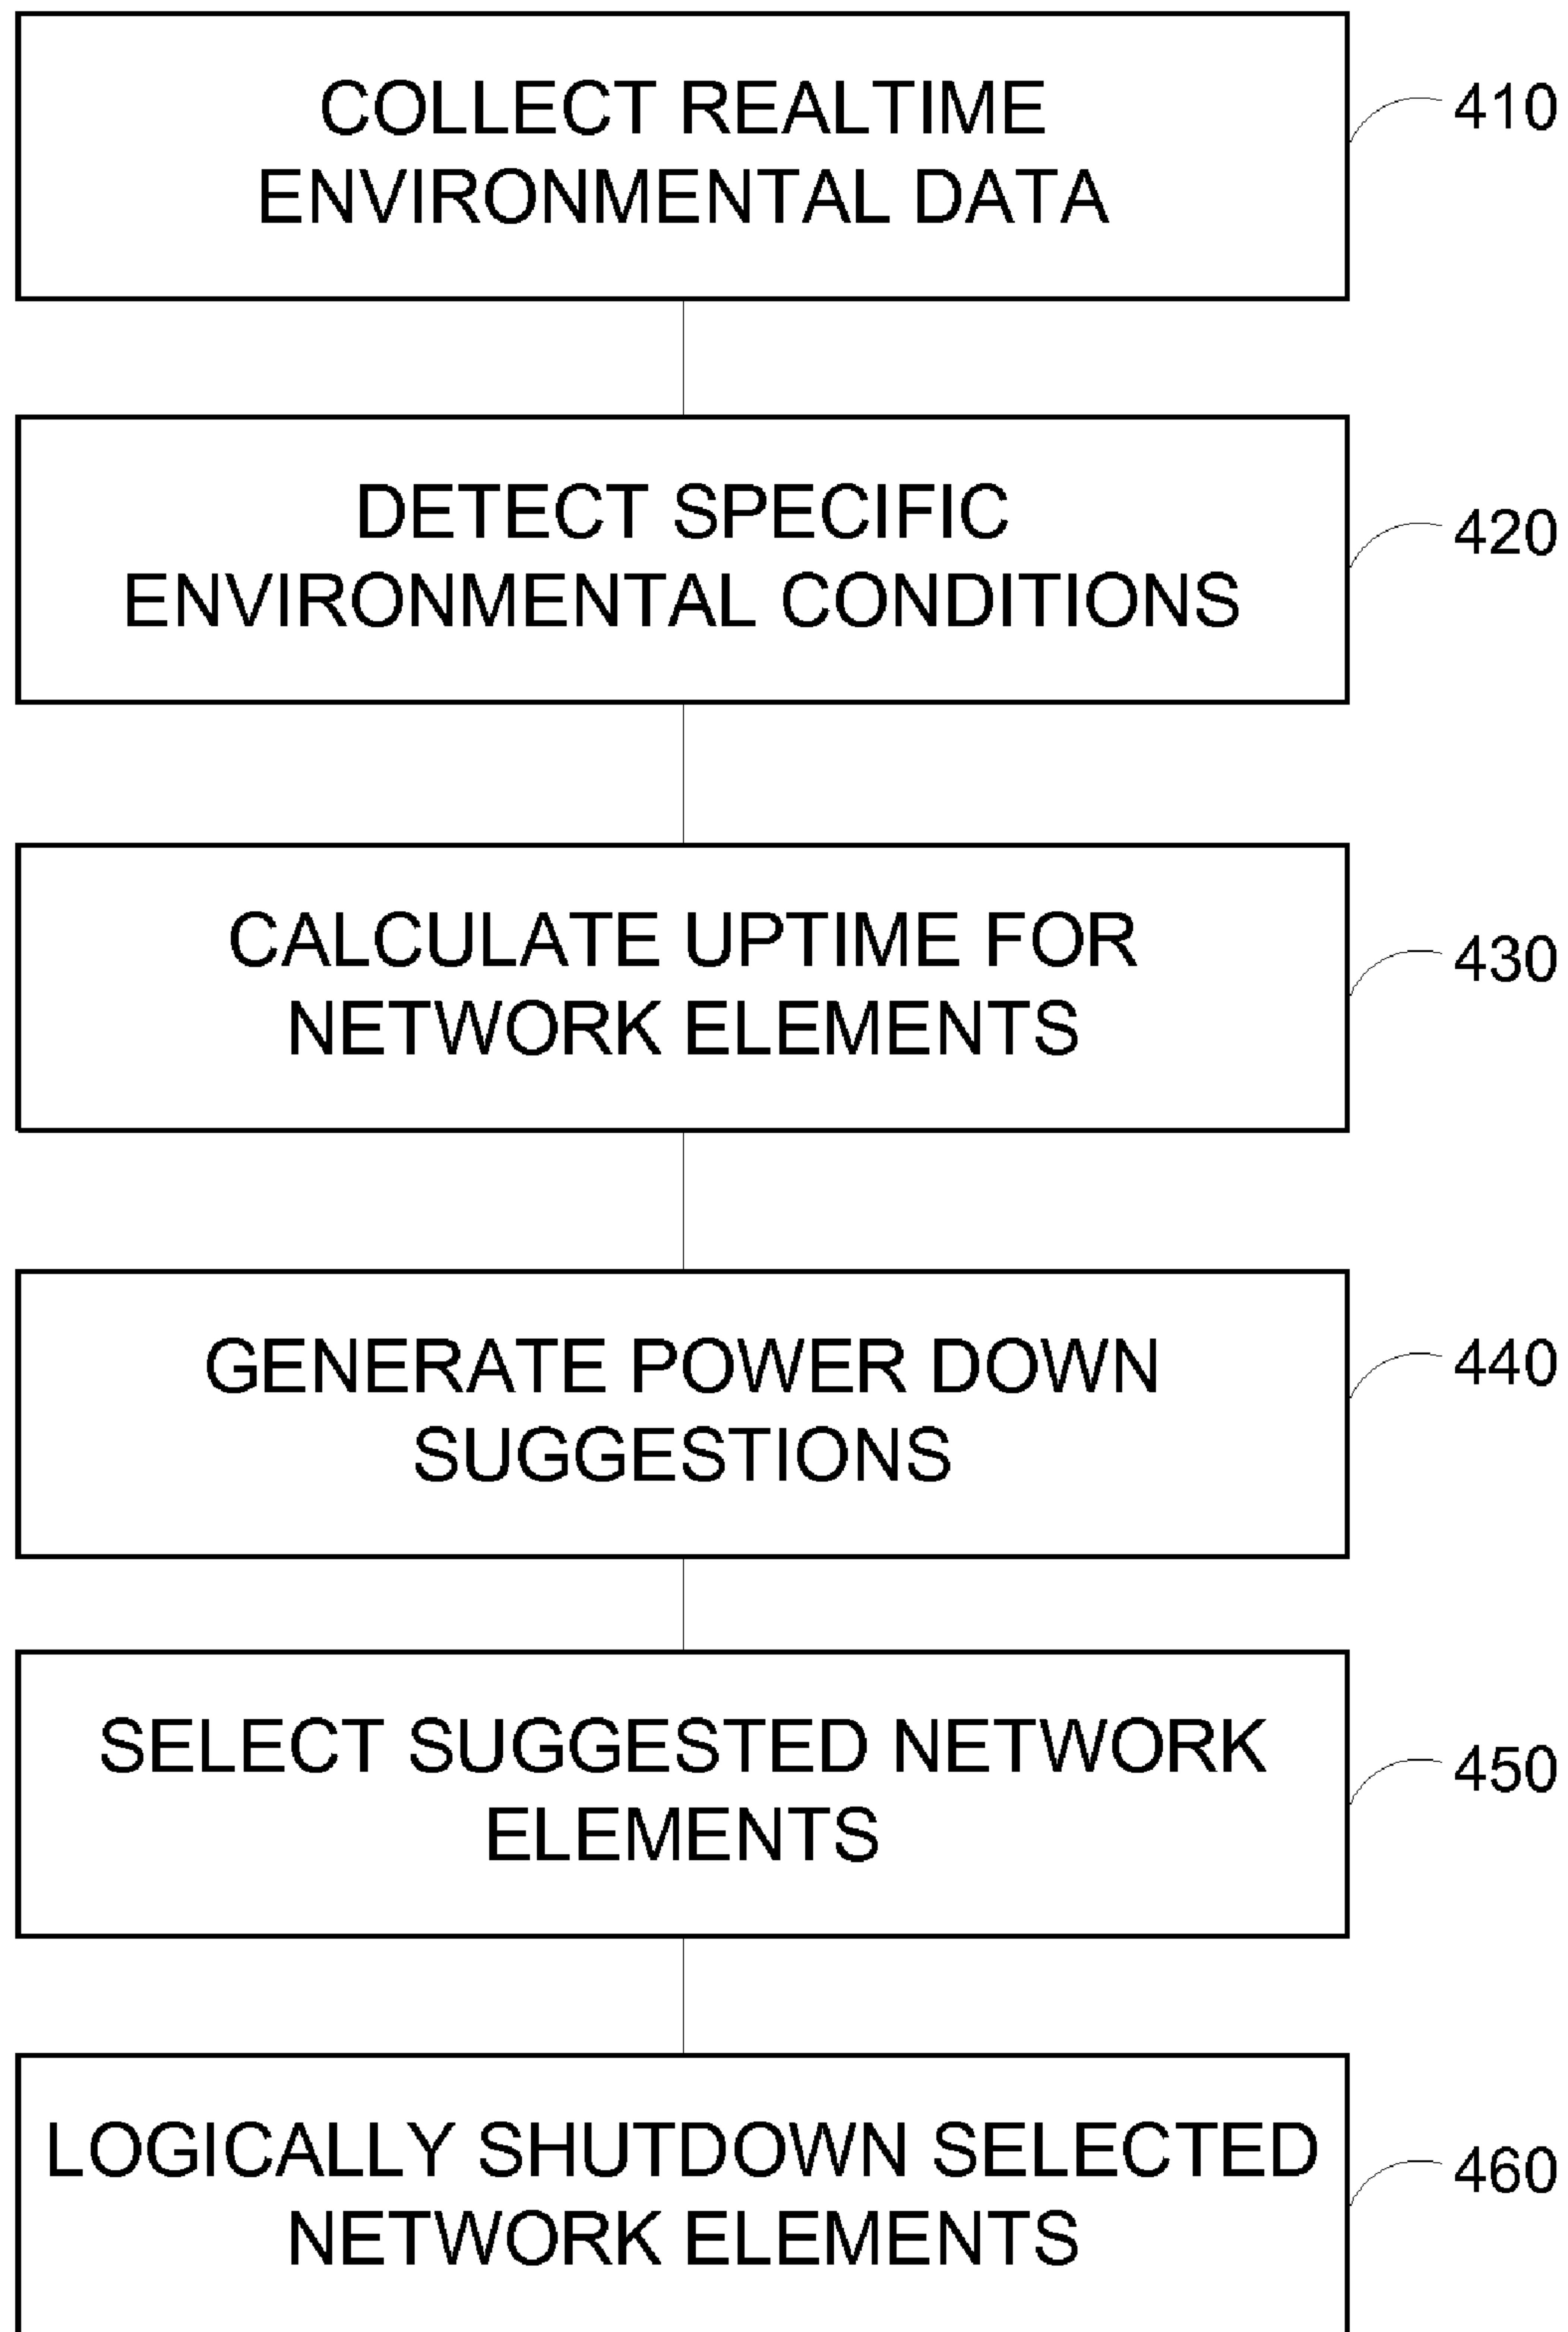 COLLECT REALTIME
ENVIRONMENTAL DATA
410
DETECT SPECIFIC
ENVIRONMENTAL CONDITIONS
420
CALCULATE UPTIME FOR
NETWORK ELEMENTS
430
GENERATE POWER DOWN
SUGGESTIONS
440
SELECT SUGGESTED NETWORK
ELEMENTS
450
LOGICALLY SHUTDOWN SELECTED
NETWORK ELEMENTS
460